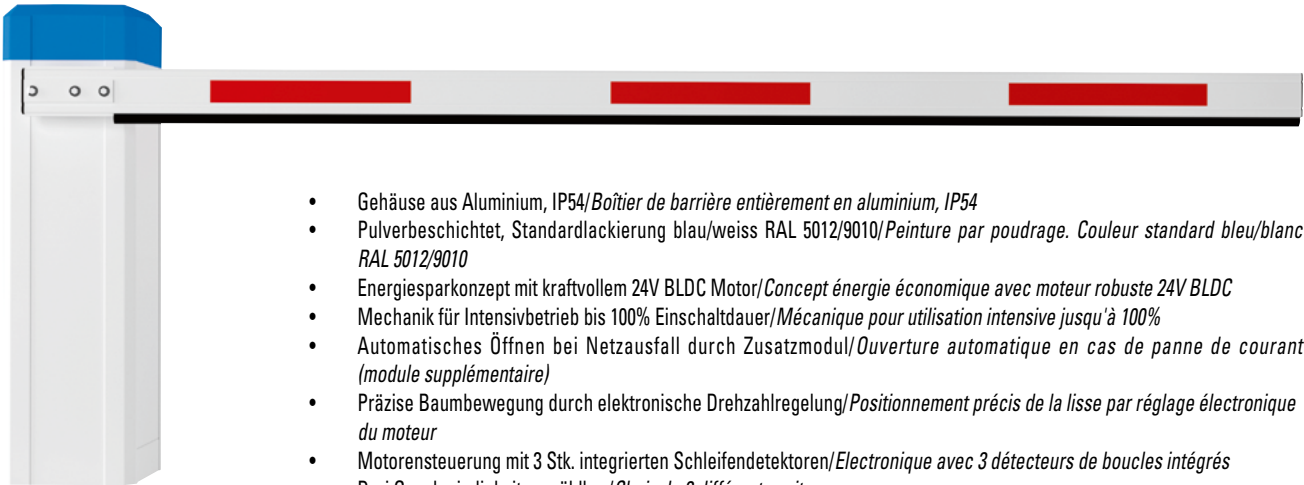 • Gehäuse aus Aluminium, IP54/Boîtier de barrière entièrement en aluminium, IP54
• Pulverbeschichtet, Standardlackierung blau/weiss RAL 5012/9010/Peinture par poudrage. Couleur standard bleu/blanc
RAL 5012/9010
• Energiesparkonzept mit kraftvollem 24V BLDC Motor/Concept énergie économique avec moteur robuste 24V BLDC
• Mechanik für Intensivbetrieb bis 100% Einschaltdauer/Mécanique pour utilisation intensive jusqu'à 100%
• Automatisches Öffnen bei Netzausfall durch Zusatzmodul/Ouverture automatique en cas de panne de courant
(module supplémentaire)
• Präzise Baumbewegung durch elektronische Drehzahlregelung/Positionnement précis de la lisse par réglage électronique
du moteur
• Motorensteuerung mit 3 Stk. integrierten Schleifendetektoren/Electronique avec 3 détecteurs de boucles intégrés